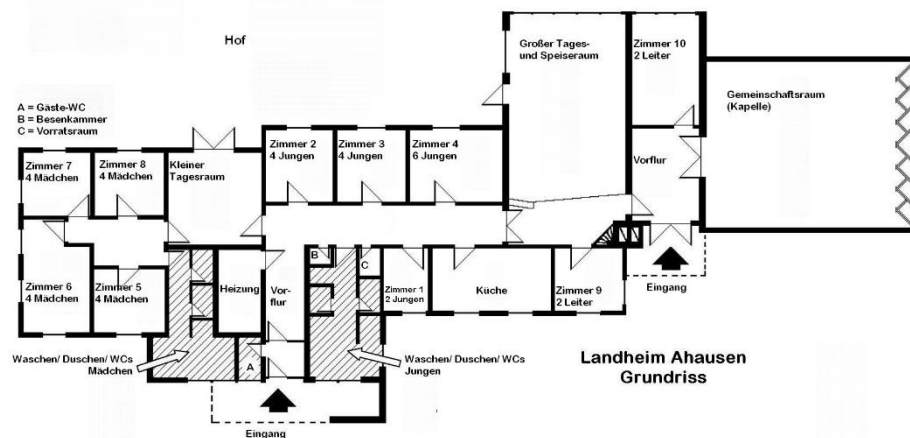 Hof
Großer Tages-
und Speiseraum
Zimmer 10
2 Leiter
Gemeinschaftsraum
(Kapelle)
A = Gäste-WC
B = Besenkammer
C = Vorratsraum
Zimmer 7
4 Mädchen
Zimmer 8
4 Mädchen
Kleiner
Tagesraum
Zimmer 2
4 Jungen
Zimmer 3
4 Jungen
Zimmer 4
6 Jungen
Vorflur
Zimmer 6
4 Mädchen
Zimmer 5
4 Mädchen
Heizung
Vor-
flur
B
C
Zimmer 1
2 Jungen
Küche
Zimmer 9
2 Leiter
Eingang
Waschen/ Duschen/ WCs
Mädchen
A
Waschen/ Duschen/ WCs
Jungen
Landheim Ahausen
Grundriss
Eingang